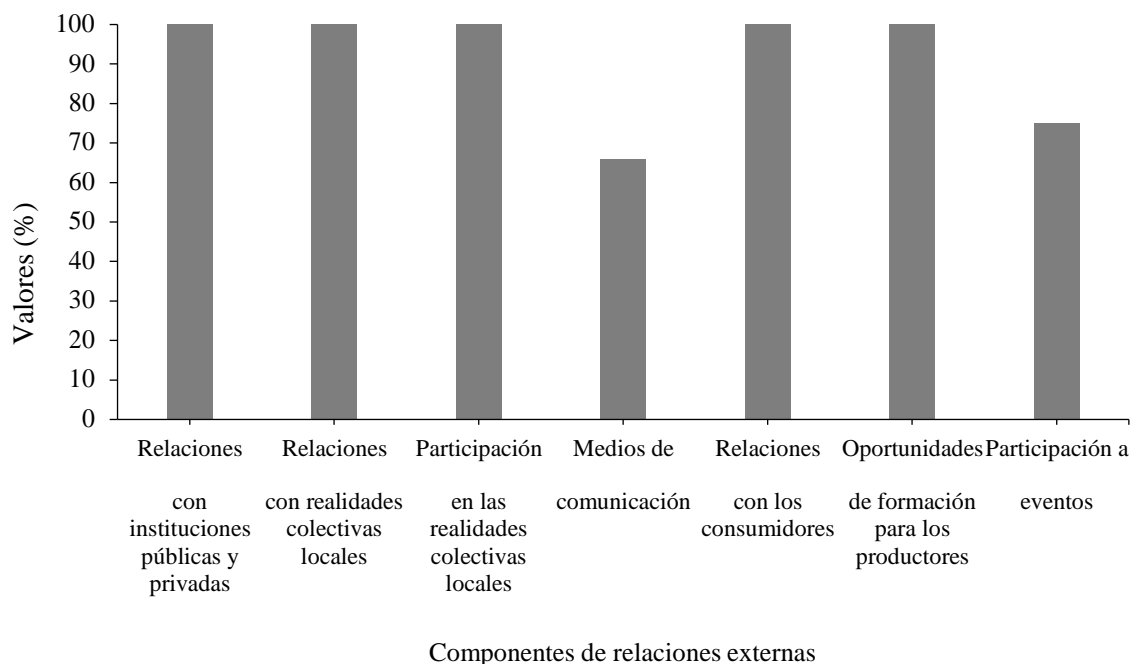 100
90
80
70
60
50
40
30
20
10
0
Valores (%)
Relaciones
con
instituciones
públicas y
privadas
Relaciones
con realidades
colectivas
locales
Participación
en las realidades
colectivas
locales
Medios de
comunicación
Relaciones
con los
consumidores
Oportunidades
de formación
para los
productores
Participación a
eventos
Componentes de relaciones externas